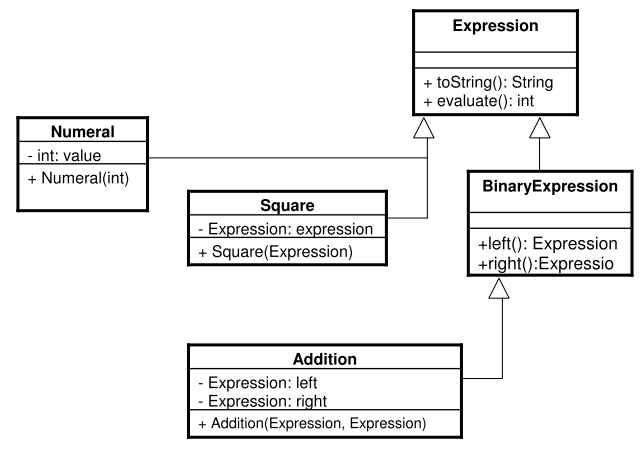 Expression
+ toString(): String
+ evaluate(): int
Numeral
- int: value
+ Numeral(int)
Square
- Expression: expression
+ Square(Expression)
BinaryExpression
+left(): Expression
+right():Expressio
Addition
- Expression: left
- Expression: right
+ Addition(Expression, Expression)